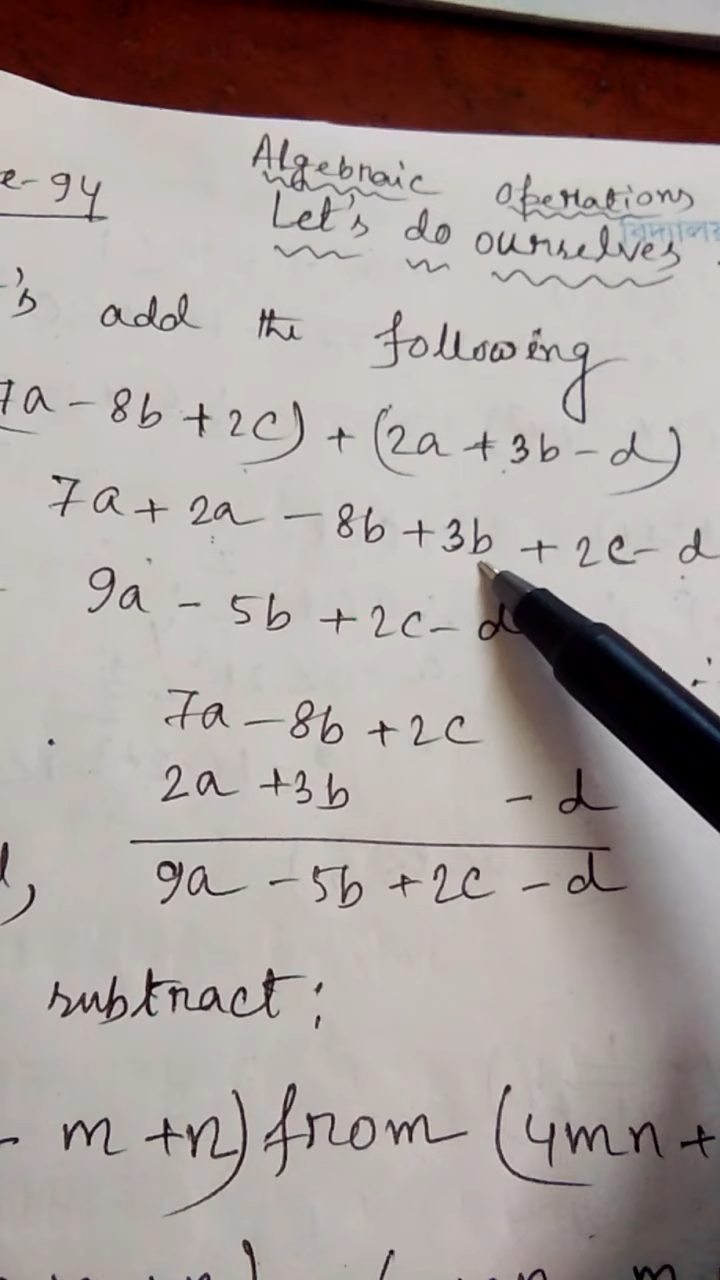 e-94
Algebraic operations
Let's do ourselves
's add the following
7a - 8b + 2c) + (2a + 3b - d)
7a + 2a - 8b + 3b + 2c - d
9a - 5b + 2c - d
7a - 8b + 2c
2a + 3b - d
9a - 5b + 2c - d
subtract:
- m + n) from (4mn +